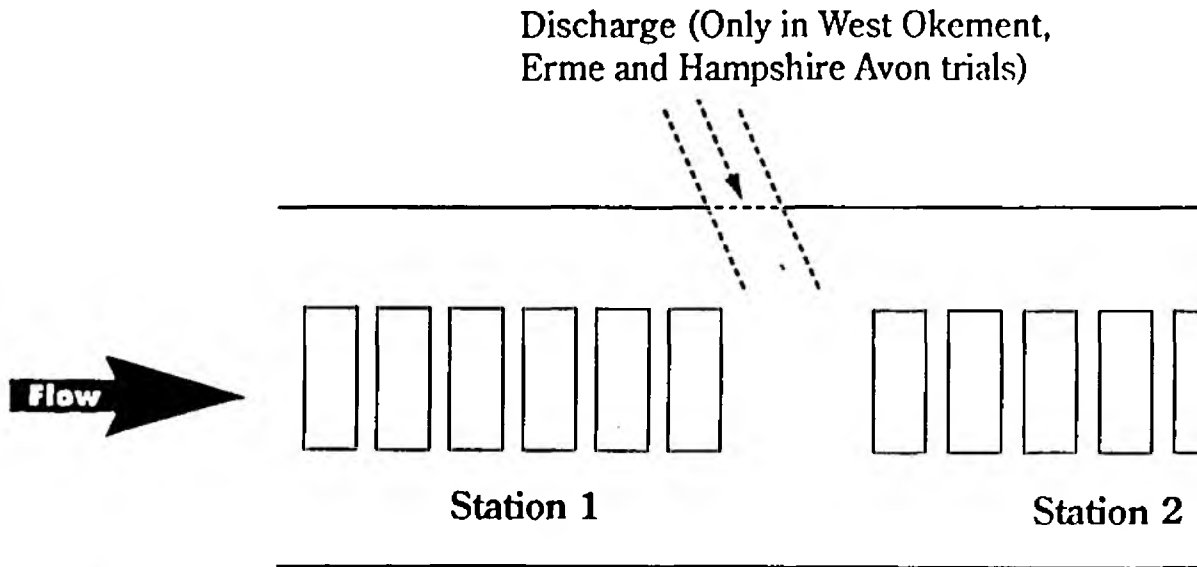 Discharge (Only in West Okement,
Erme and Hampshire Avon trials)
Flow
Station 1
Station 2